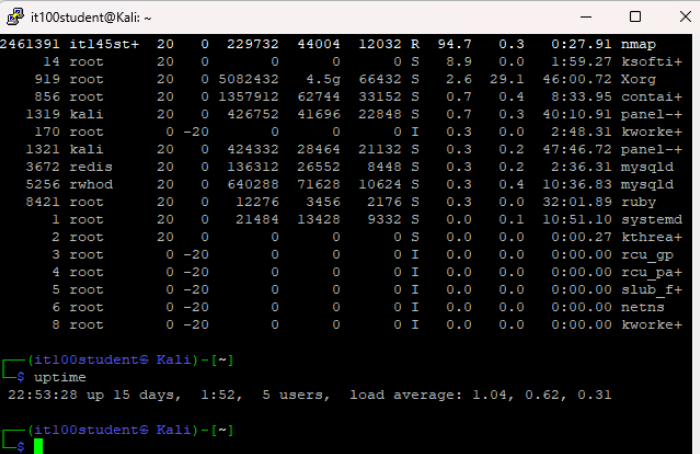 it100student@Kali: ~
2461391 it145st+ 20 0 229732 44004 12032 R 94.7 0.3 0:27.91 nmap
14 root 20 0 0 0 0 S 8.9 0.0 1:59.27 ksofti+
919 root 20 0 5082432 4.5g 66432 S 2.6 29.1 46:00.72 Xorg
856 root 20 0 1357912 62744 33152 S 0.7 0.4 8:33.95 contai+
1319 kali 20 0 426752 41696 22848 S 0.7 0.3 40:10.91 panel-+
170 root 0 -20 0 0 0 I 0.3 0.0 2:48.31 kworke+
1321 kali 20 0 424332 28464 21132 S 0.3 0.2 47:46.72 panel-+
3672 redis 20 0 136312 26552 8448 S 0.3 0.2 2:36.31 mysqld
5256 rwhod 20 0 640288 71628 10624 S 0.3 0.4 10:36.83 mysqld
8421 root 20 0 12276 3456 2176 S 0.3 0.0 32:01.89 ruby
1 root 20 0 21484 13428 9332 S 0.0 0.1 10:51.10 systemd
2 root 20 0 0 0 0 S 0.0 0.0 0:00.27 kthrea+
3 root 0 -20 0 0 0 I 0.0 0.0 0:00.00 rcu_gp
4 root 0 -20 0 0 0 I 0.0 0.0 0:00.00 rcu_pa+
5 root 0 -20 0 0 0 I 0.0 0.0 0:00.00 slub_f+
6 root 0 -20 0 0 0 I 0.0 0.0 0:00.00 netns
8 root 0 -20 0 0 0 I 0.0 0.0 0:00.00 kworke+
┌──(it100student㉿ Kali)-[~]
└─$ uptime
22:53:28 up 15 days, 1:52, 5 users, load average: 1.04, 0.62, 0.31
┌──(it100student㉿ Kali)-[~]
└─$